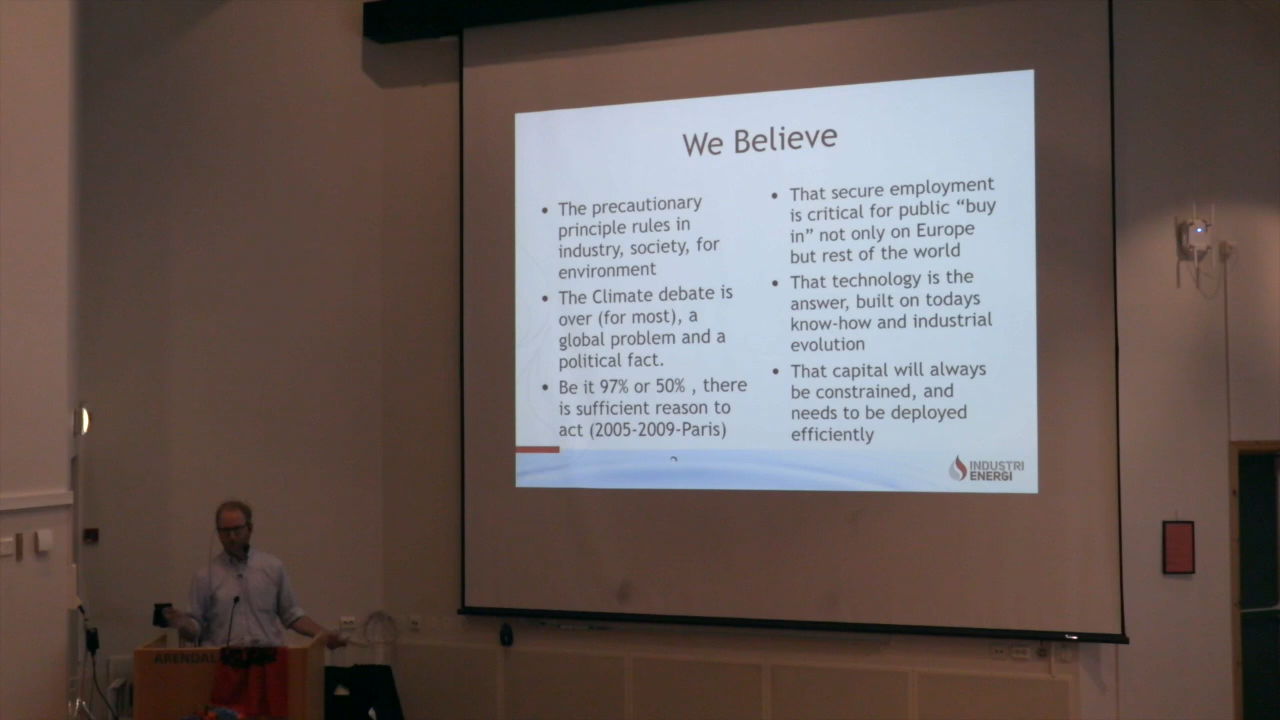 We Believe
• The precautionary
principle rules in
industry, society, for
environment
• The Climate debate is
over (for most), a
global problem and a
political fact.
• Be it 97% or 50% , there
is sufficient reason to
act (2005-2009-Paris)
• That secure employment
is critical for public “buy
in” not only on Europe
but rest of the world
• That technology is the
answer, built on todays
know-how and industrial
evolution
• That capital will always
be constrained, and
needs to be deployed
efficiently
INDUSTRI
ENERGI
ARENDAL